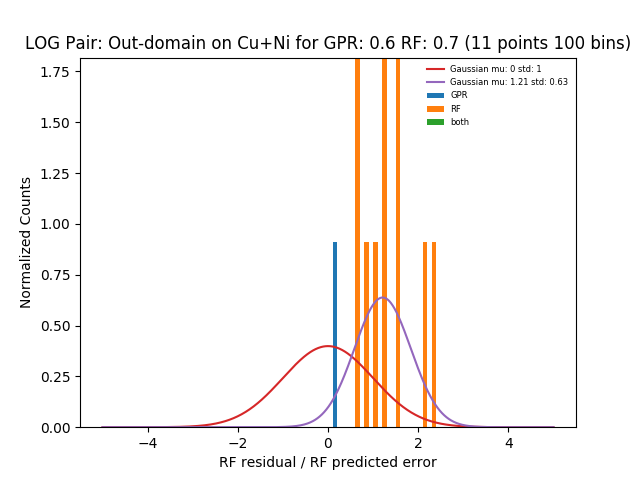 LOG Pair: Out-domain on Cu+Ni for GPR: 0.6 RF: 0.7 (11 points 100 bins)
Gaussian mu: 0 std: 1
Gaussian mu: 1.21 std: 0.63
GPR
RF
both
Normalized Counts
1.75
1.50
1.25
1.00
0.75
0.50
0.25
0.00
−4 −2 0 2 4
RF residual / RF predicted error